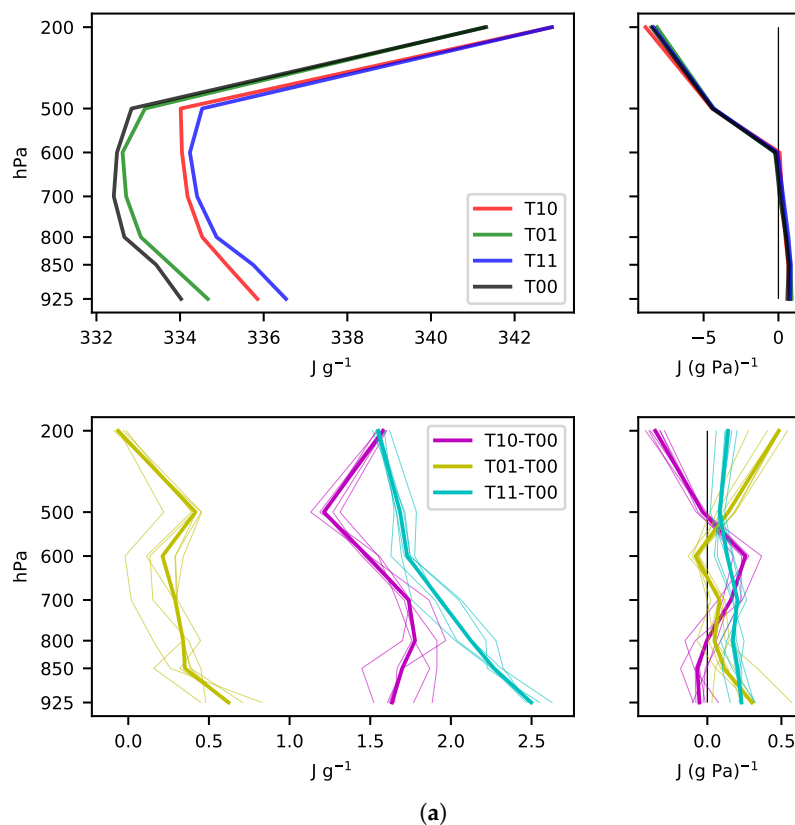 200
500
600
700
800
850
925
hPa
T10
T01
T11
T00
332 334 336 338 340 342
J g⁻¹
−5 0
J (g Pa)⁻¹
200
500
600
700
800
850
925
hPa
T10-T00
T01-T00
T11-T00
0.0 0.5 1.0 1.5 2.0 2.5
J g⁻¹
0.0 0.5
J (g Pa)⁻¹
(a)